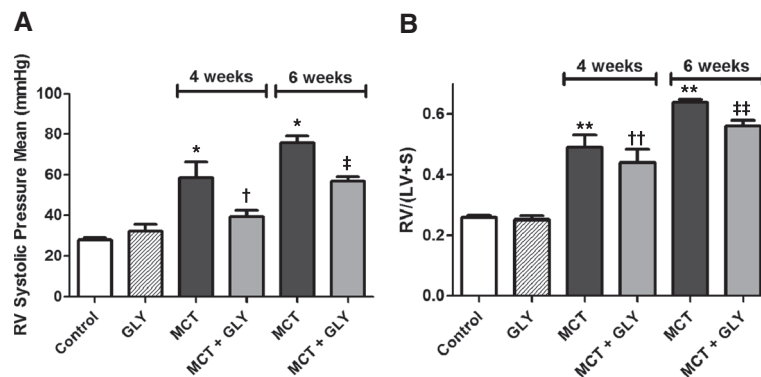 A
RV Systolic Pressure Mean (mmHg)
100
80
60
40
20
0
4 weeks
6 weeks
*
†
*
‡
Control
GLY
MCT
MCT + GLY
MCT
MCT + GLY
B
RV/(LV+S)
0.6
0.4
0.2
0.0
4 weeks
6 weeks
**
††
**
‡‡
Control
GLY
MCT
MCT + GLY
MCT
MCT + GLY